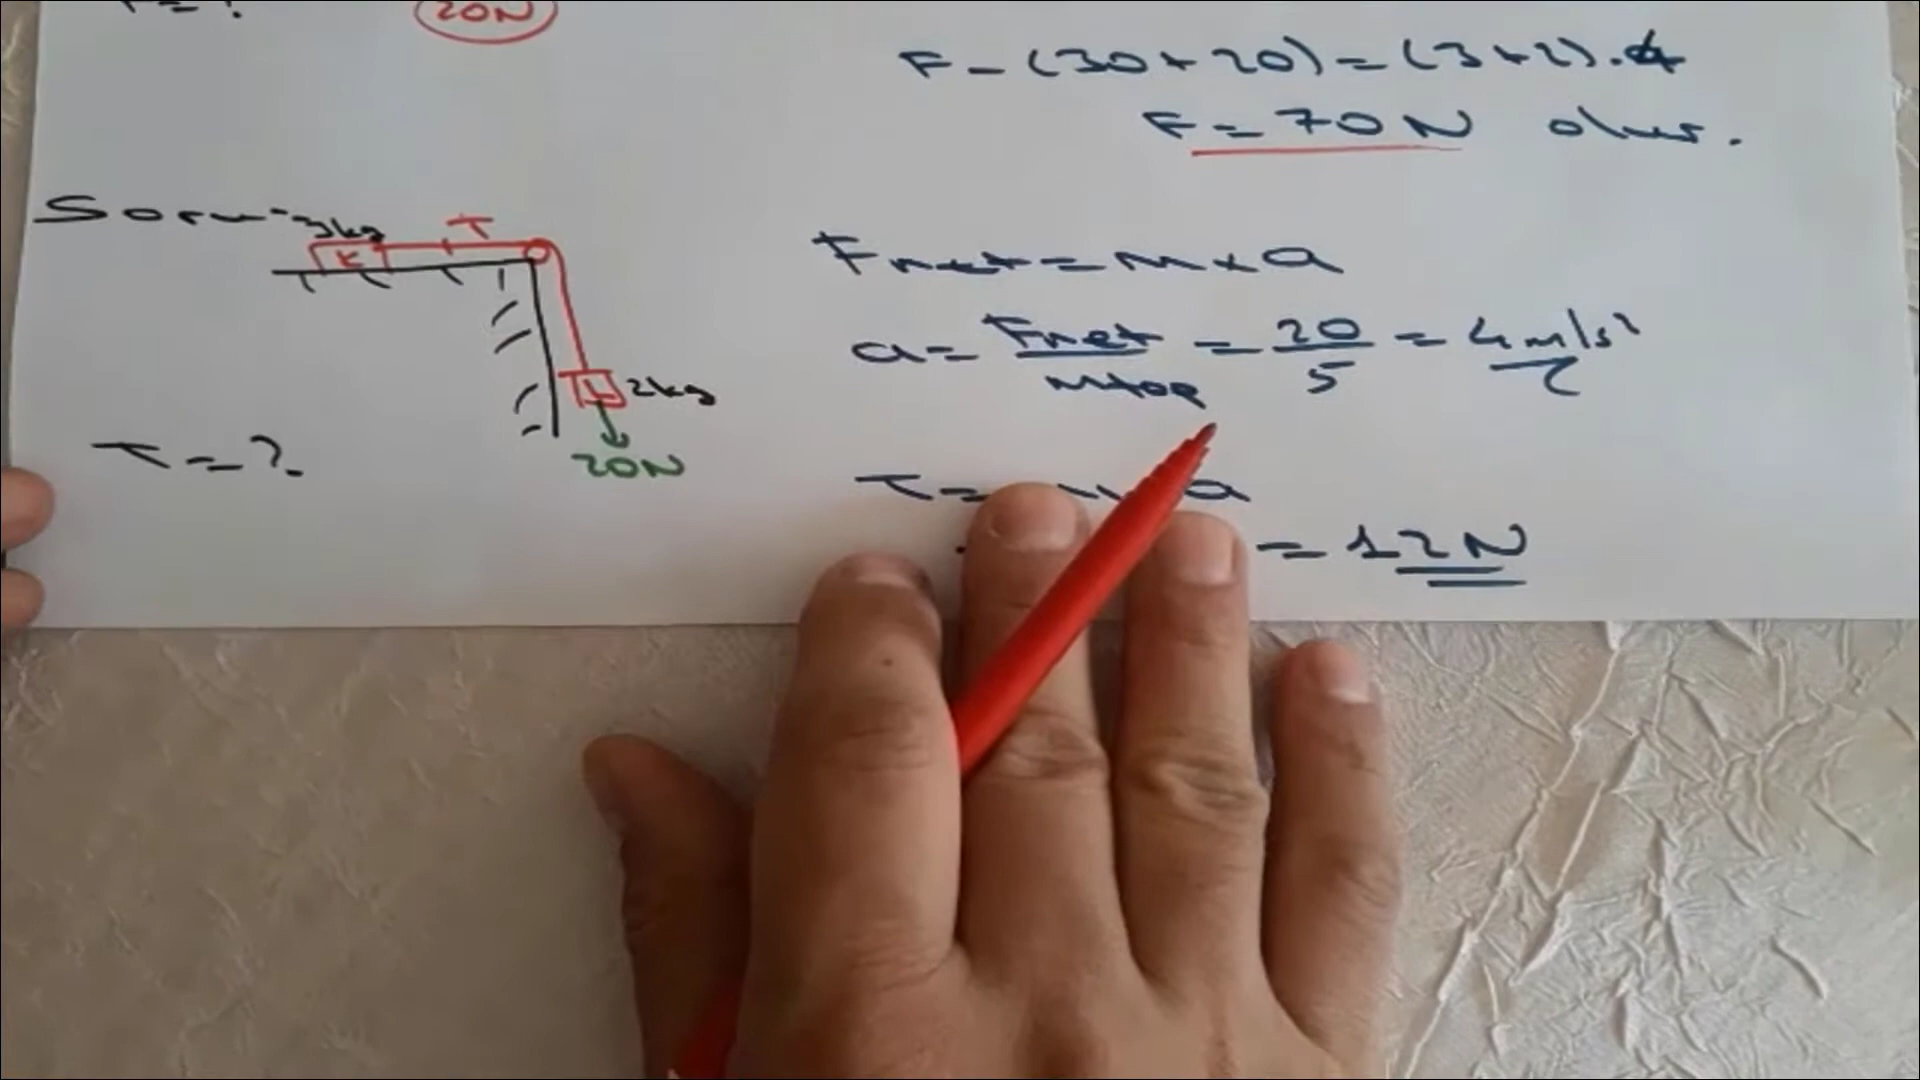 20N
F - (30+20) = (3+2).4
F = 70N olur.
Soru-
3kg
T
K
L 2kg
20N
T = ?
Fnet = m x a
a = Fnet / mtop = 20 / 5 = 4m/s²
T = a
= 12N